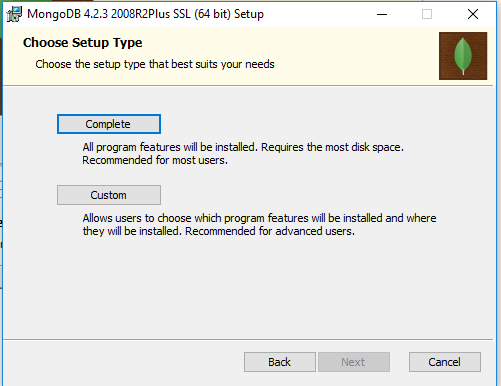 MongoDB 4.2.3 2008R2Plus SSL (64 bit) Setup
Choose Setup Type
Choose the setup type that best suits your needs
Complete
All program features will be installed. Requires the most disk space.
Recommended for most users.
Custom
Allows users to choose which program features will be installed and where
they will be installed. Recommended for advanced users.
Back
Next
Cancel